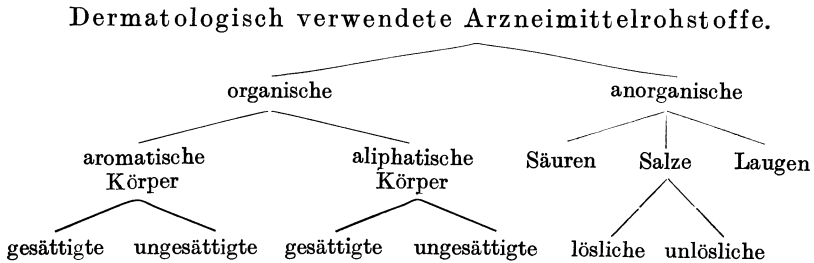 Dermatologisch verwendete Arzneimittelrohstoffe.
organische anorganische
aromatische Körper aliphatische Körper Säuren Salze Laugen
gesättigte ungesättigte gesättigte ungesättigte lösliche unlösliche